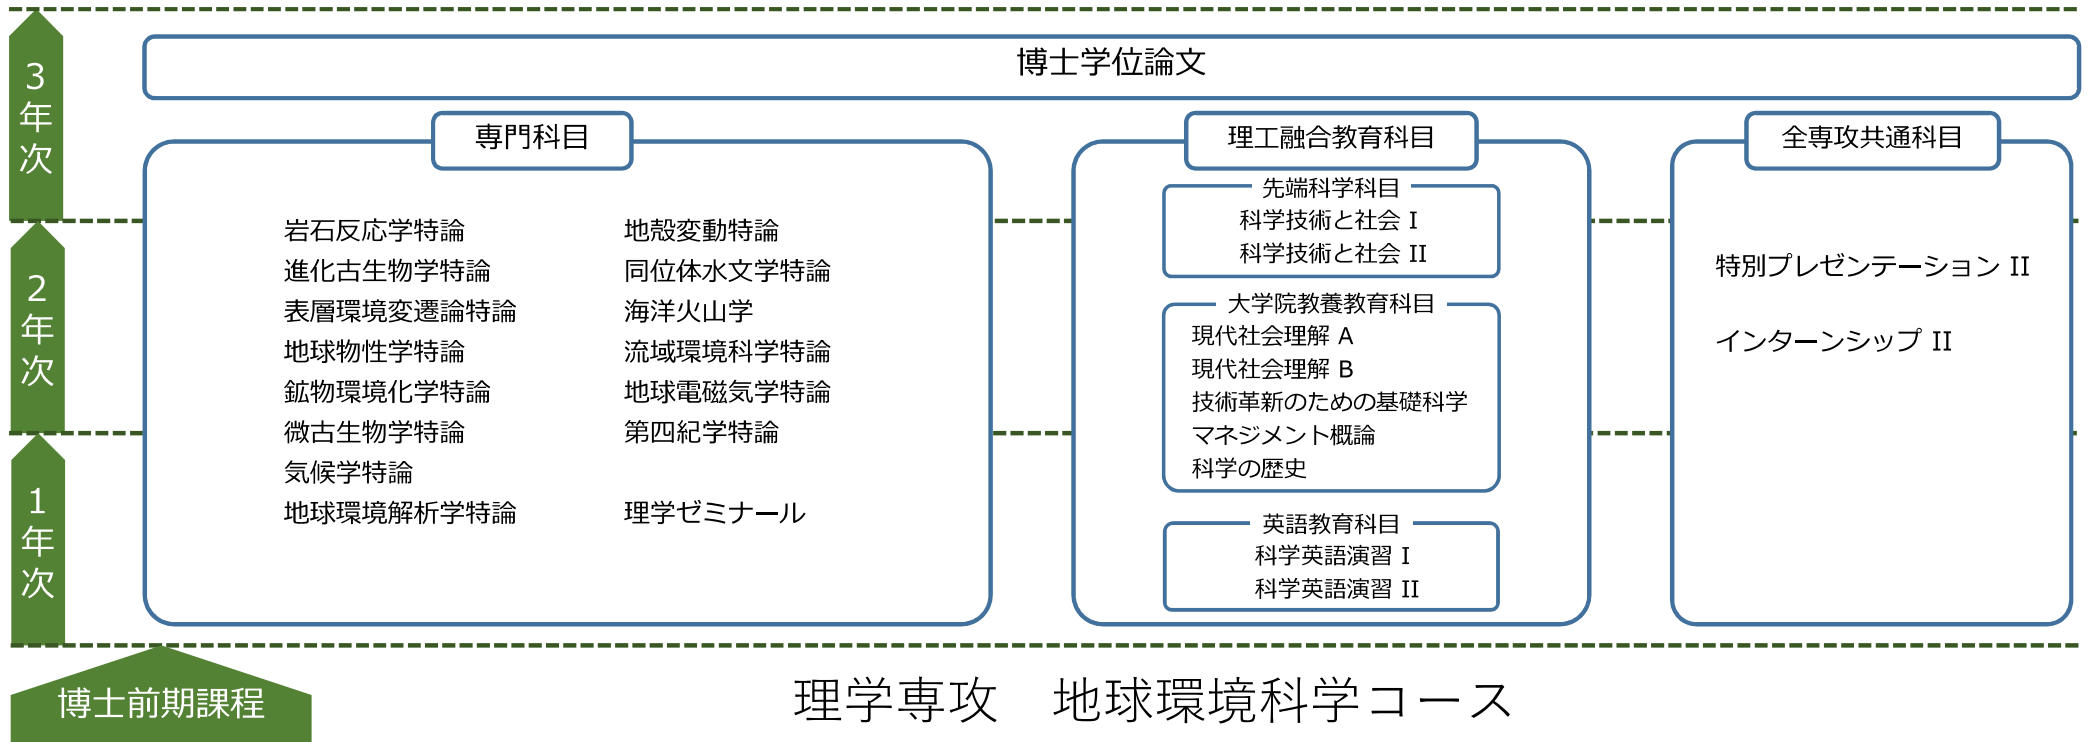 3年次
博士学位論文
専門科目
岩石反応学特論
進化古生物学特論
表層環境変遷論特論
地球物性学特論
鉱物環境化学特論
微古生物学特論
気候学特論
地球環境解析学特論
地殻変動特論
同位体水文学特論
海洋火山学
流域環境科学特論
地球電磁気学特論
第四紀学特論
理学ゼミナール
理工融合教育科目
先端科学科目
科学技術と社会 I
科学技術と社会 II
大学院教養教育科目
現代社会理解 A
現代社会理解 B
技術革新のための基礎科学
マネジメント概論
科学の歴史
英語教育科目
科学英語演習 I
科学英語演習 II
全専攻共通科目
特別プレゼンテーション II
インターンシップ II
2年次
1年次
博士前期課程
理学専攻　地球環境科学コース